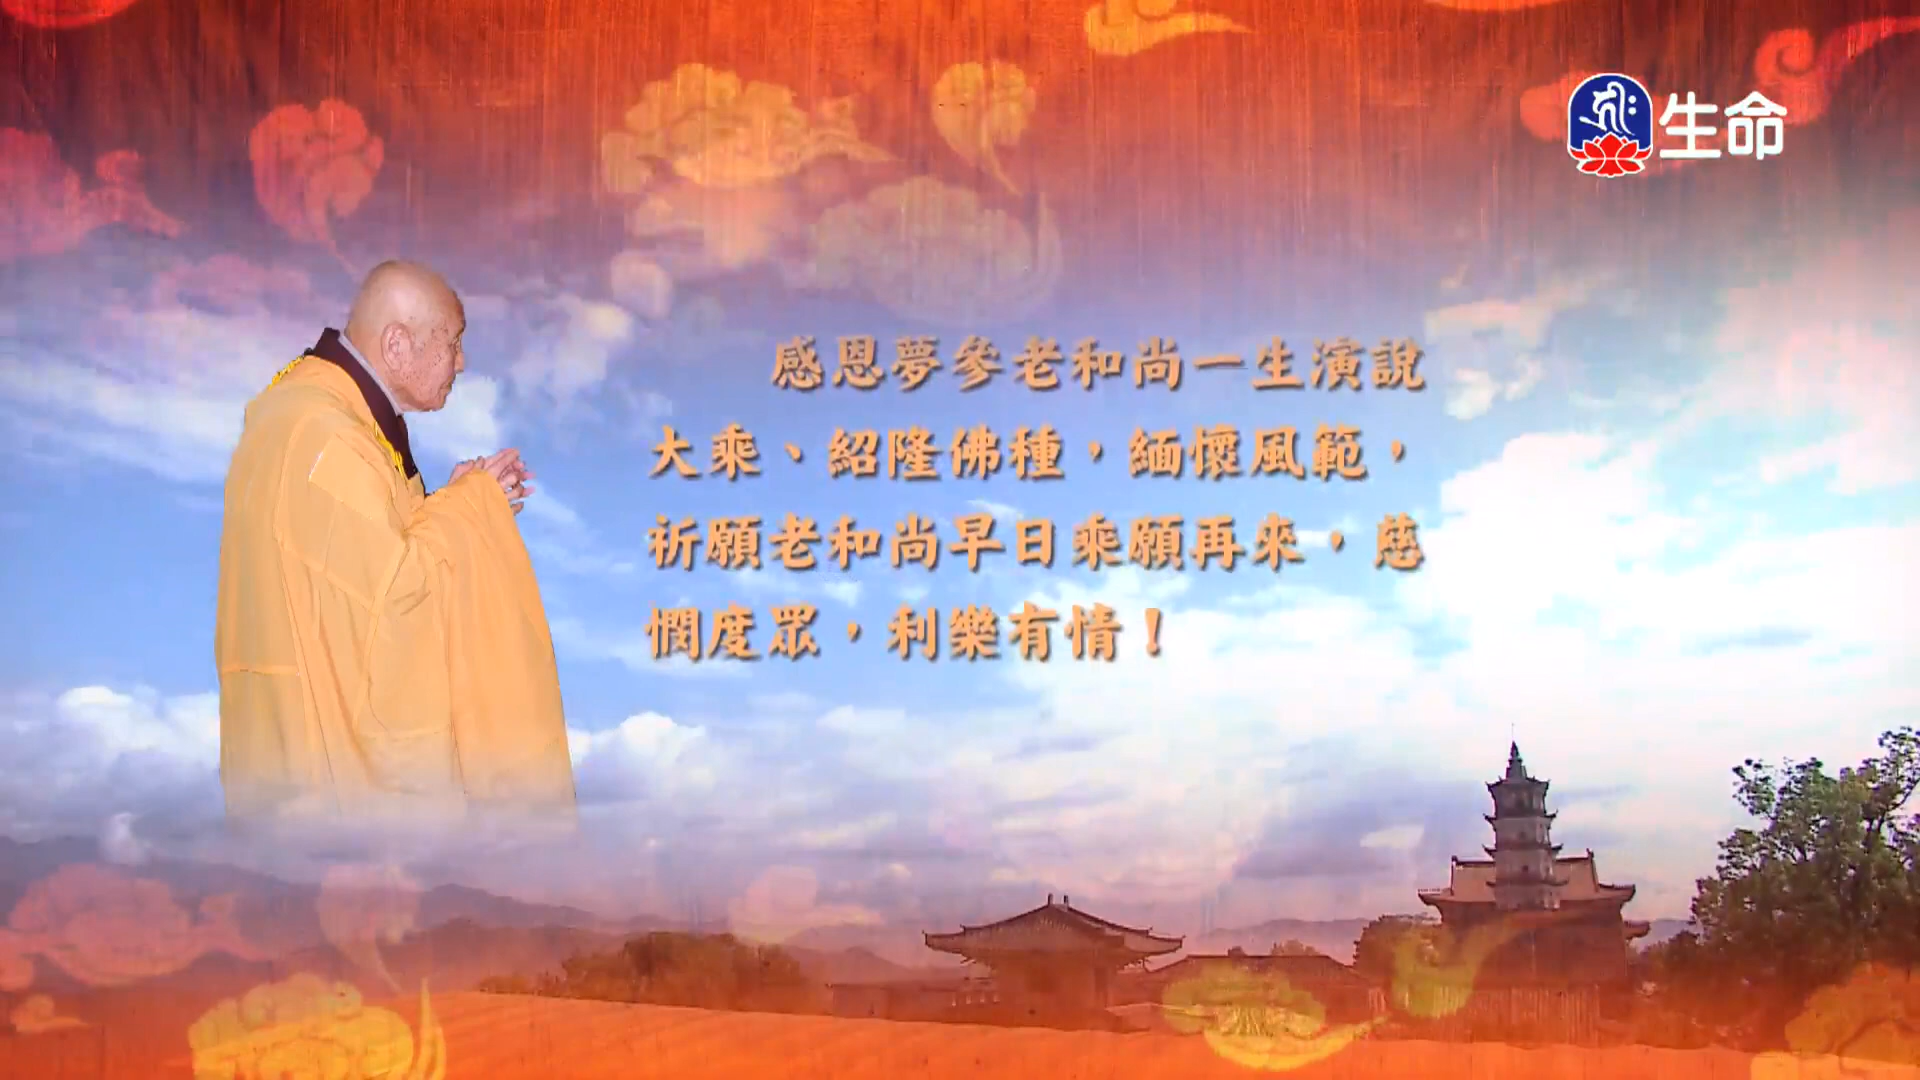 生命
感恩夢參老和尚一生演說
大乘、紹隆佛種，緬懷風範，
祈願老和尚早日乘願再來，慈
憫度眾，利樂有情！